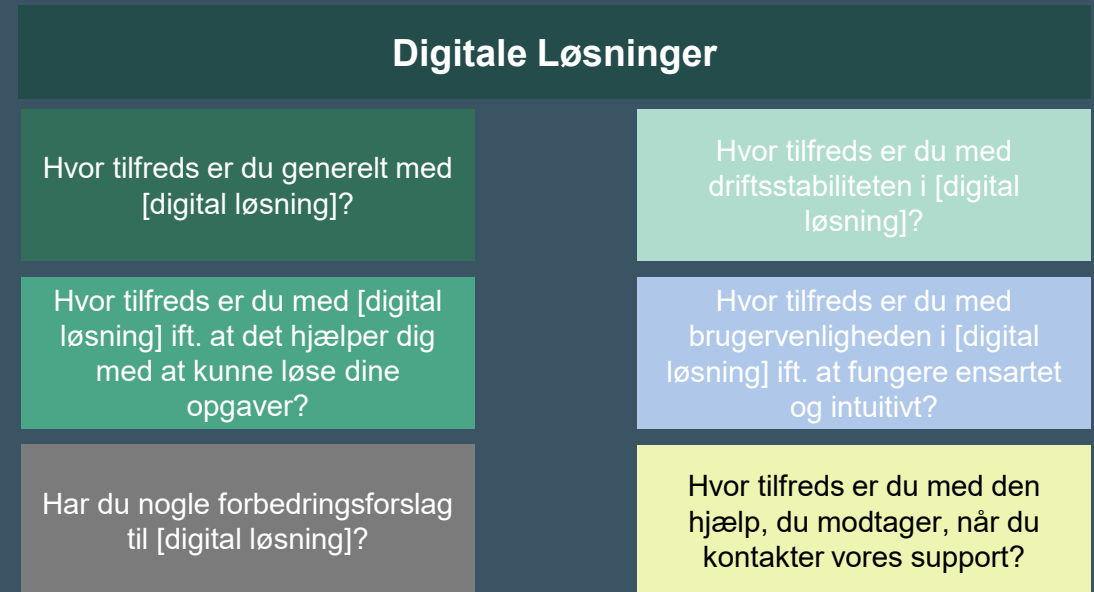 Digitale Løsninger
Hvor tilfreds er du generelt med
[digital løsning]?
Hvor tilfreds er du med
driftsstabiliteten i [digital
løsning]?
Hvor tilfreds er du med [digital
løsning] ift. at det hjælper dig
med at kunne løse dine
opgaver?
Hvor tilfreds er du med
brugervenligheden i [digital
løsning] ift. at fungere ensartet
og intuitivt?
Har du nogle forbedringsforslag
til [digital løsning]?
Hvor tilfreds er du med den
hjælp, du modtager, når du
kontakter vores support?